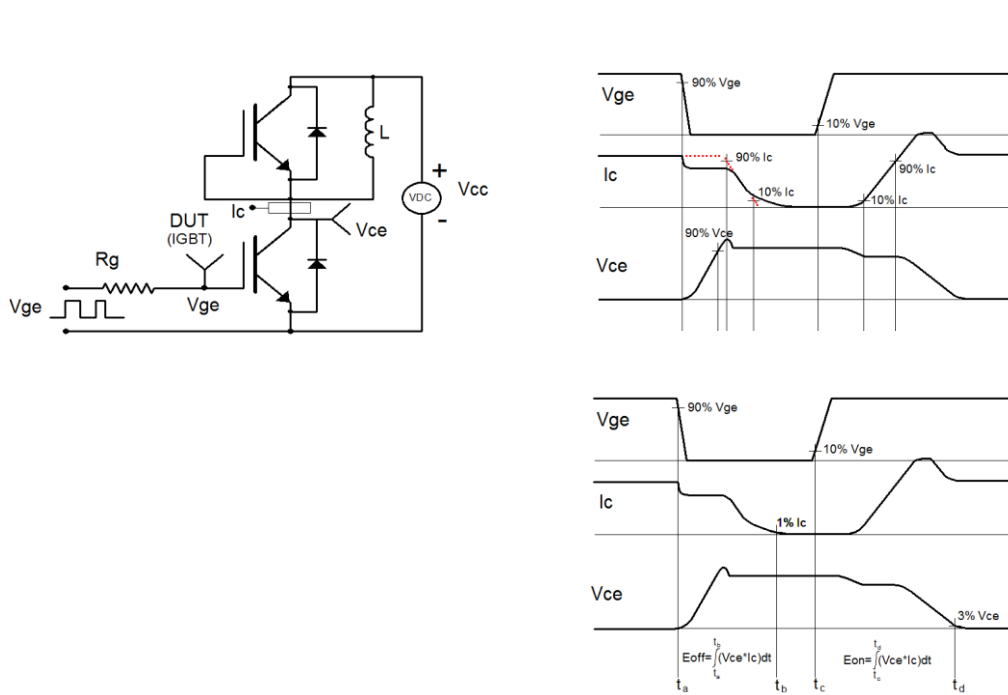 L
+
VDC
Vcc
-
Ic
Vce
DUT
(IGBT)
Rg
Vge
Vge
Vge
90% Vge
10% Vge
Ic
90% Ic
10% Ic
90% Ic
10% Ic
Vce
90% Vce
Vge
90% Vge
10% Vge
Ic
1% Ic
Vce
3% Vce
Eoff=∫(Vce*Ic)dt
Eon=∫(Vce*Ic)dt
ta
tb
tc
td